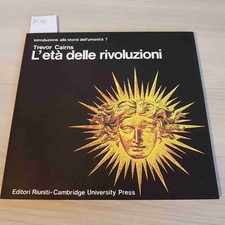 introduzione alla storia dell'umanità 7
Trevor Cairns
L'età delle rivoluzioni
Editori Riuniti-Cambridge University Press